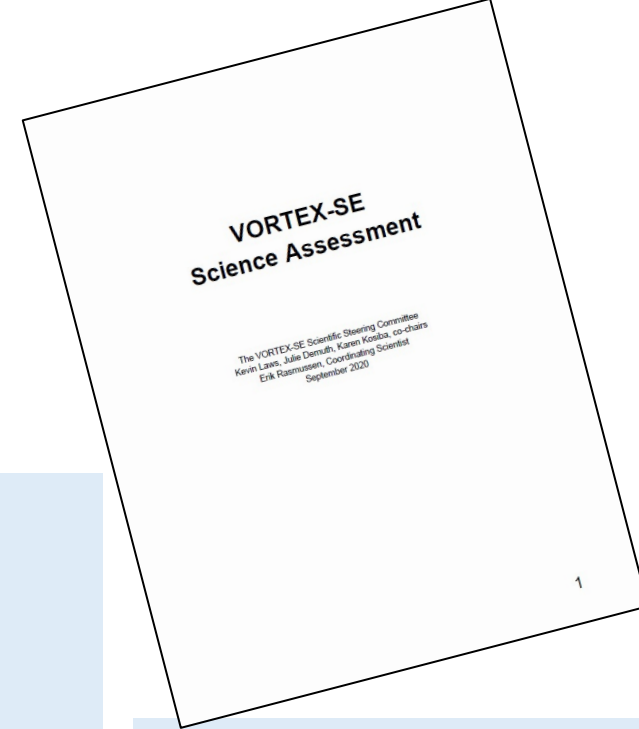 VORTEX-SE
Science Assessment
The VORTEX-SE Scientific Steering Committee
Kevin Laws, Julie Demuth, Karen Kosiba, co-chairs
Erik Rasmussen, Coordinating Scientist
September 2020
1